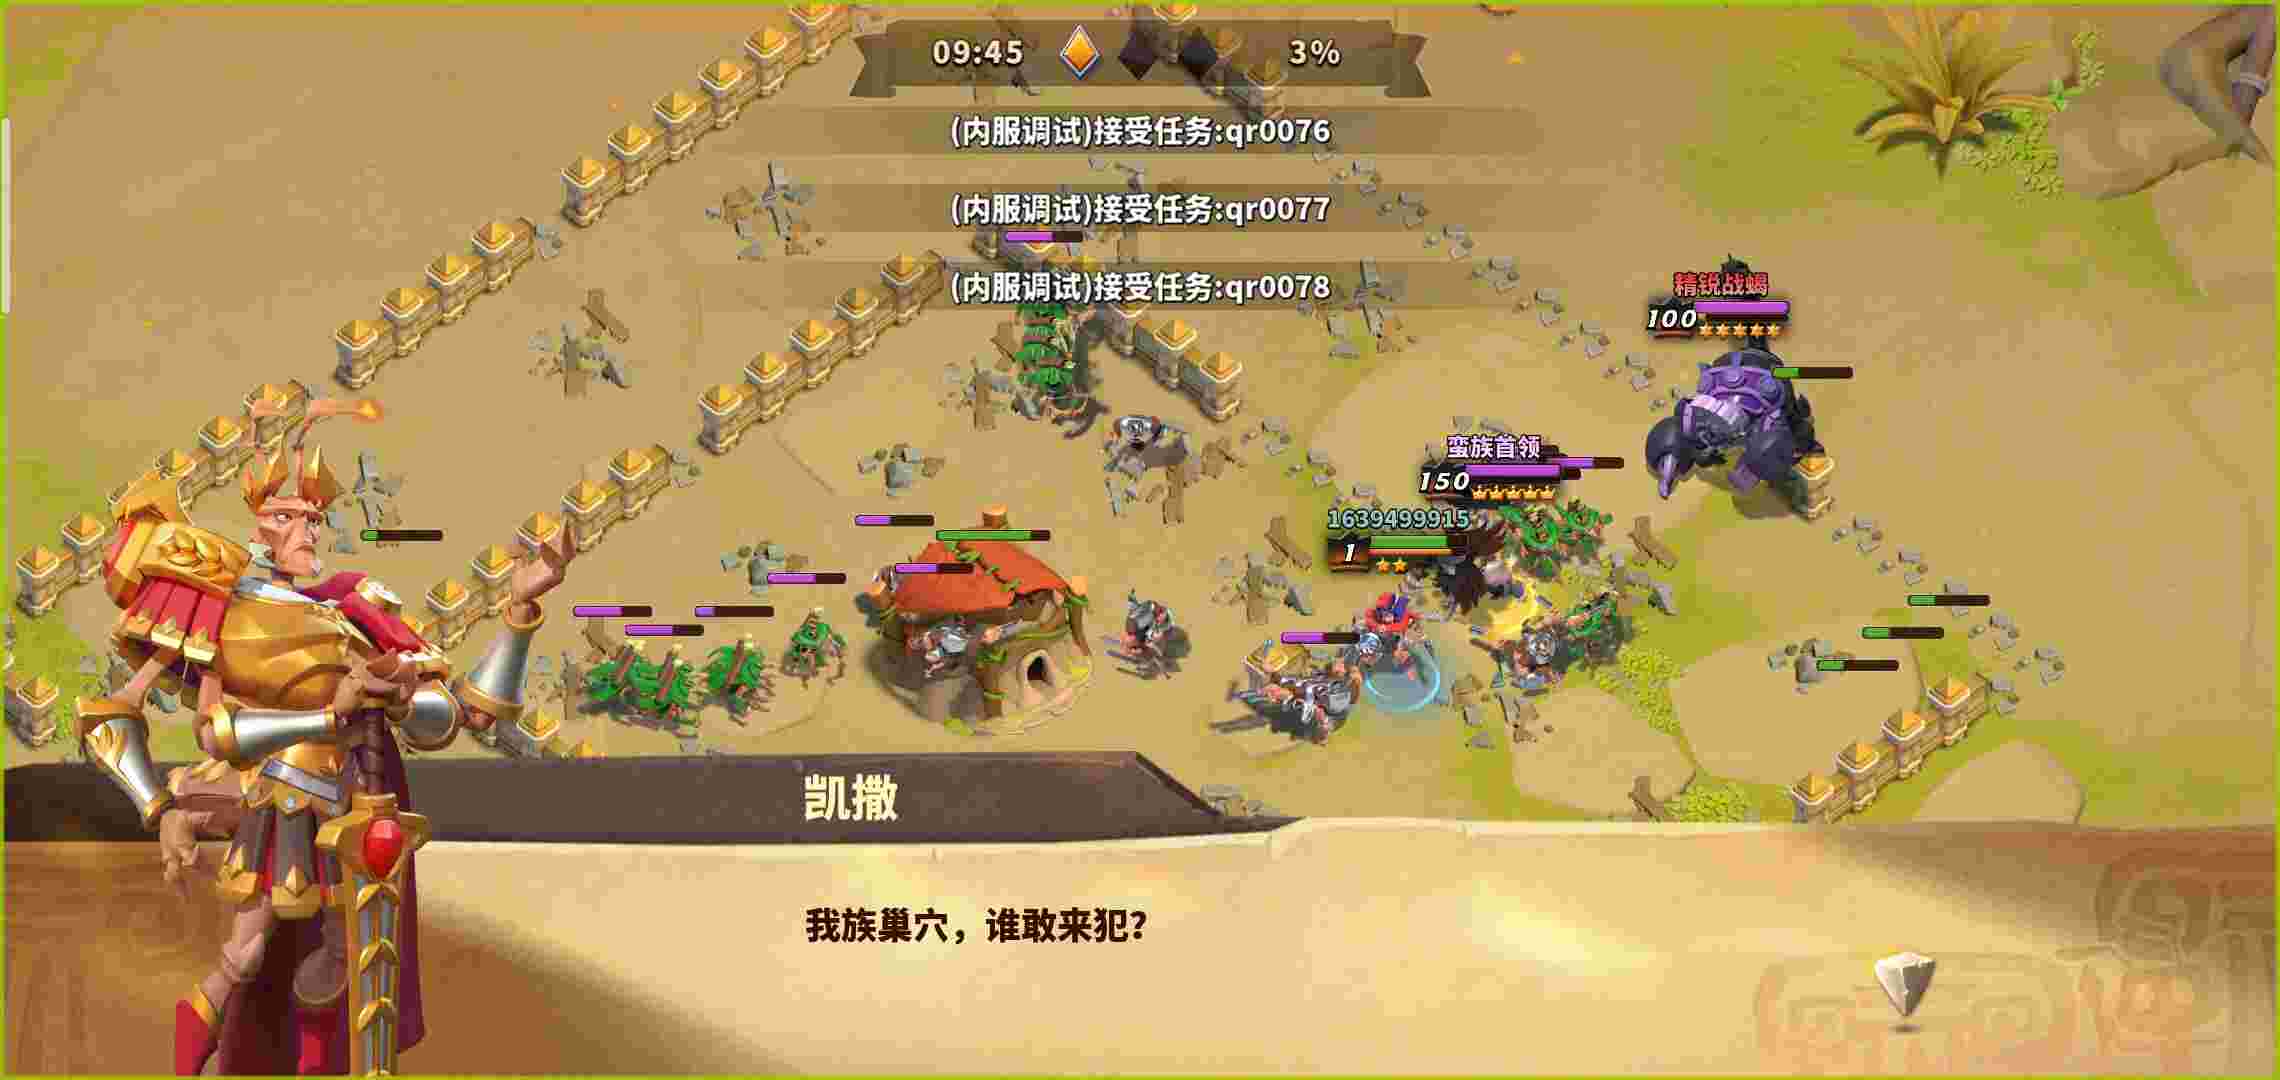 09:45
3%
(内服调试)接受任务:qr0076
(内服调试)接受任务:qr0077
(内服调试)接受任务:qr0078
精锐战蝎
100
蛮族首领
150
1639499915
1
凯撒
我族巢穴，谁敢来犯?